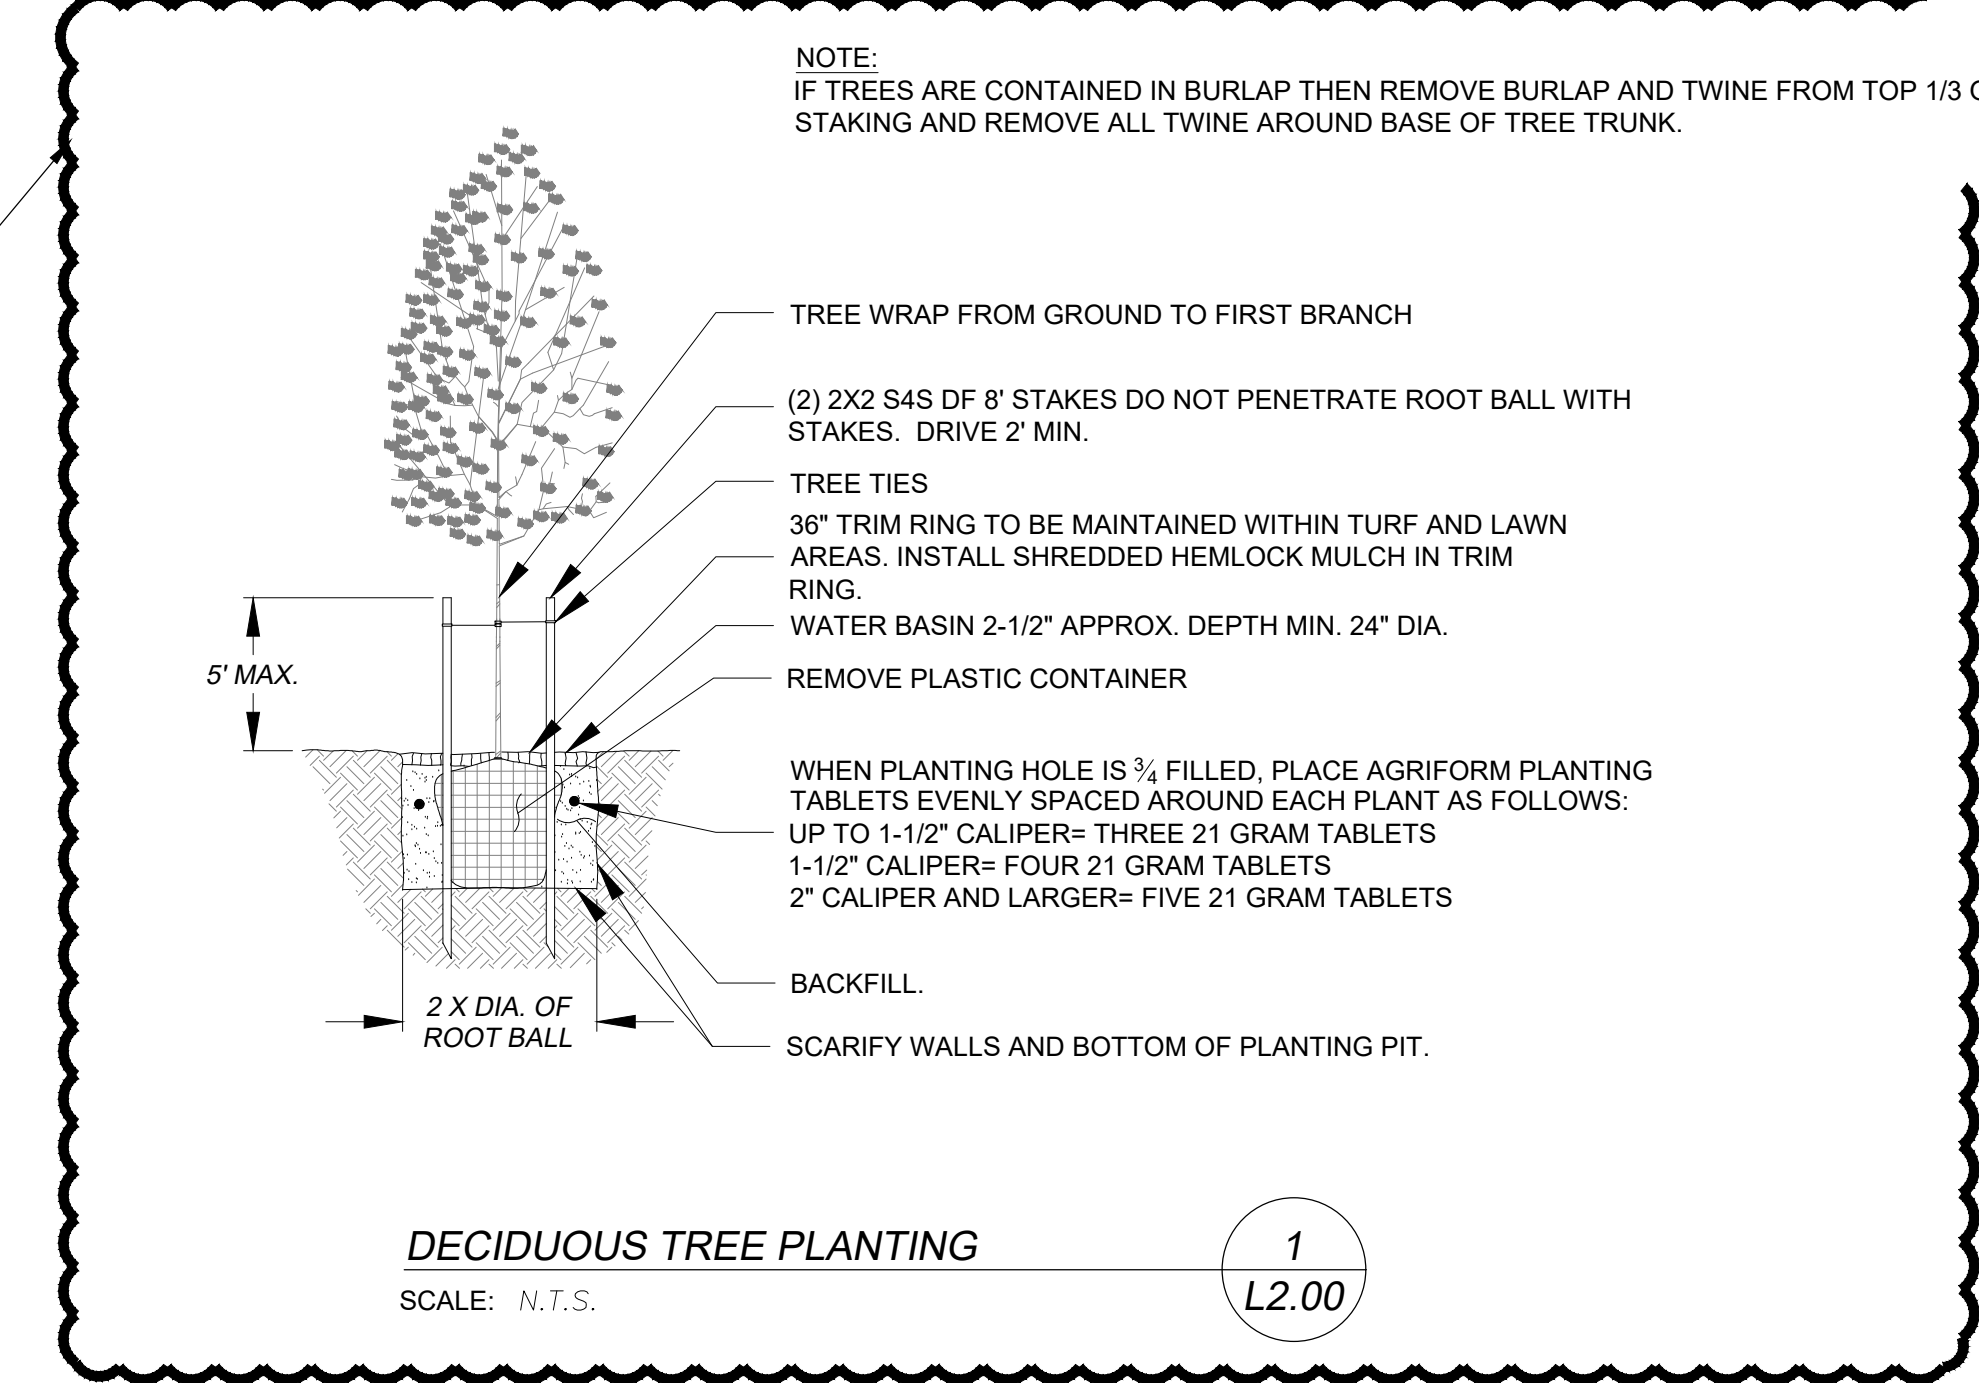 NOTE:
IF TREES ARE CONTAINED IN BURLAP THEN REMOVE BURLAP AND TWINE FROM TOP 1/3
STAKING AND REMOVE ALL TWINE AROUND BASE OF TREE TRUNK.
TREE WRAP FROM GROUND TO FIRST BRANCH
(2) 2X2 S4S DF 8' STAKES DO NOT PENETRATE ROOT BALL WITH
STAKES.  DRIVE 2' MIN.
TREE TIES
36" TRIM RING TO BE MAINTAINED WITHIN TURF AND LAWN
AREAS. INSTALL SHREDDED HEMLOCK MULCH IN TRIM
RING.
WATER BASIN 2-1/2" APPROX. DEPTH MIN. 24" DIA.
5' MAX.
REMOVE PLASTIC CONTAINER
WHEN PLANTING HOLE IS ¾ FILLED, PLACE AGRIFORM PLANTING
TABLETS EVENLY SPACED AROUND EACH PLANT AS FOLLOWS:
UP TO 1-1/2" CALIPER= THREE 21 GRAM TABLETS
1-1/2" CALIPER= FOUR 21 GRAM TABLETS
2" CALIPER AND LARGER= FIVE 21 GRAM TABLETS
BACKFILL.
2 X DIA. OF
ROOT BALL
SCARIFY WALLS AND BOTTOM OF PLANTING PIT.
DECIDUOUS TREE PLANTING
1
L2.00
SCALE: N.T.S.